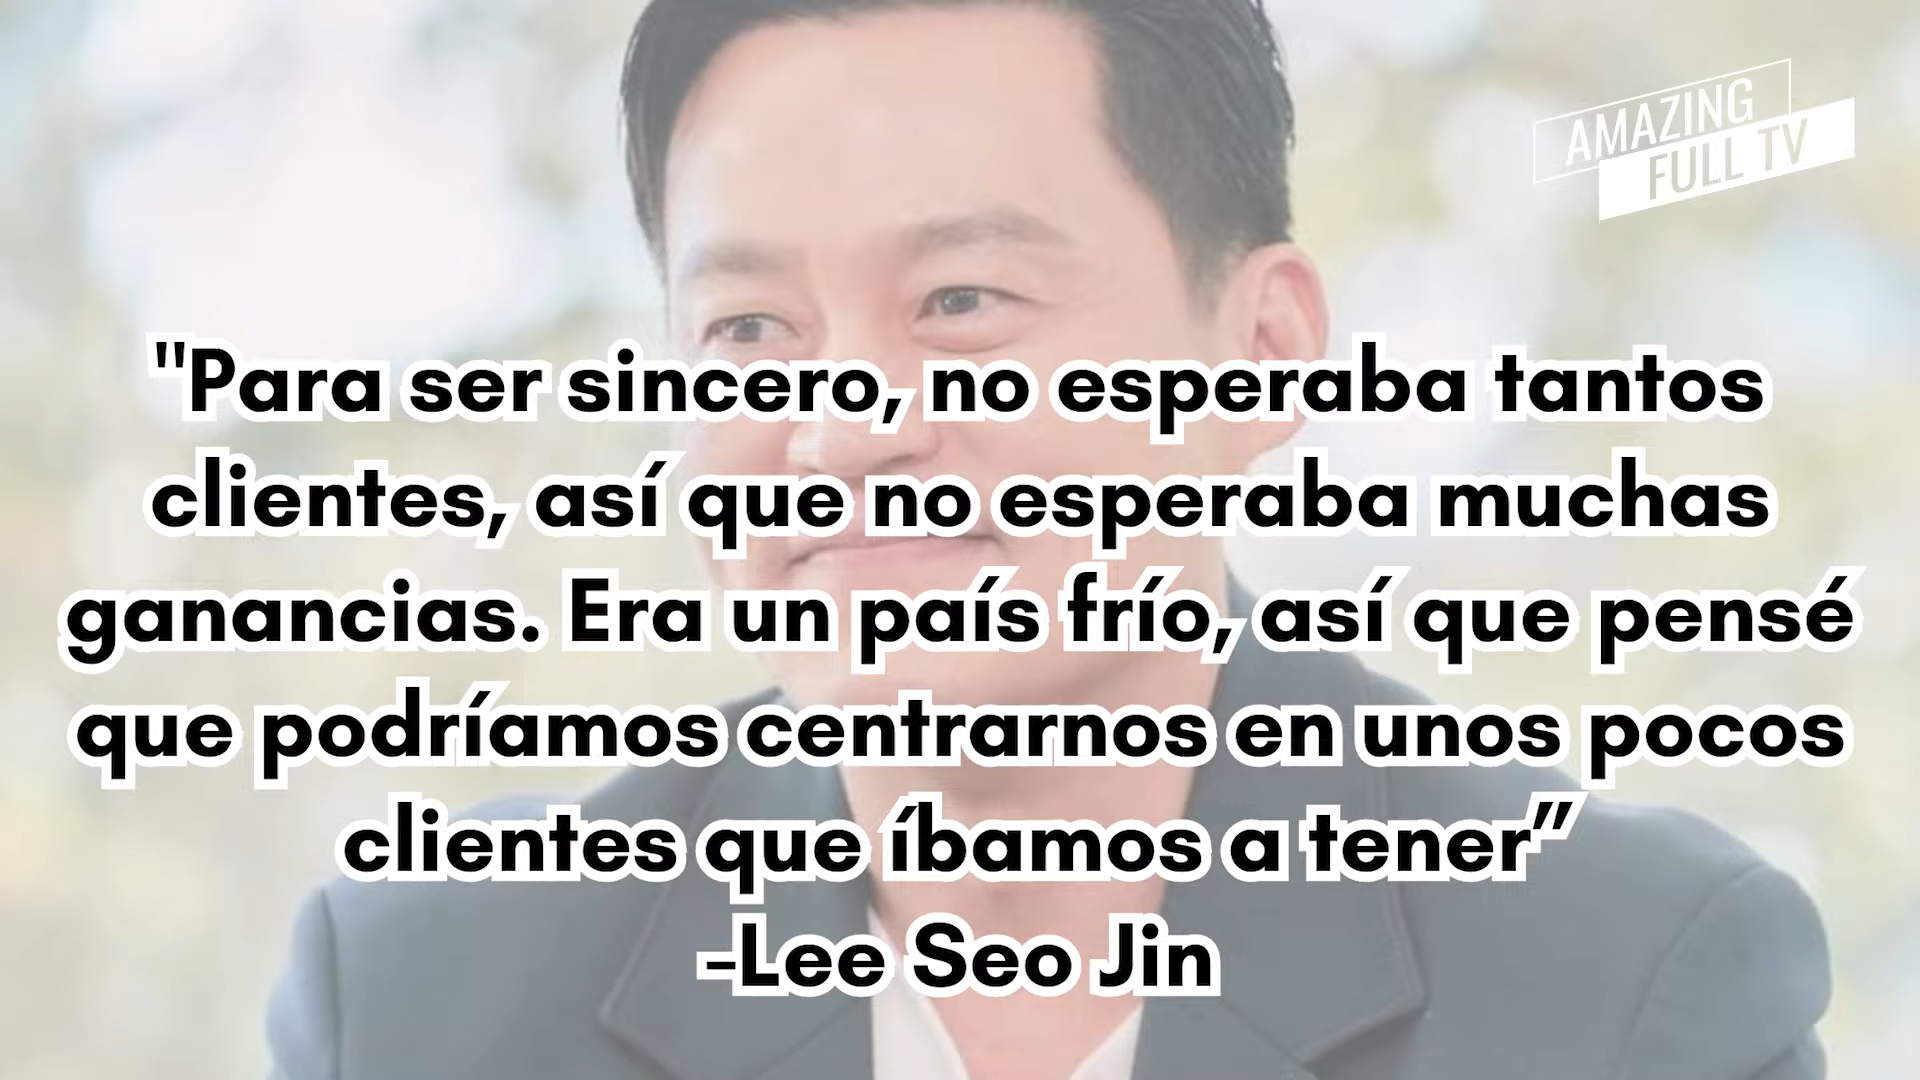 AMAZING
FULL TV
"Para ser sincero, no esperaba tantos
clientes, así que no esperaba muchas
ganancias. Era un país frío, así que pensé
que podríamos centrarnos en unos pocos
clientes que íbamos a tener”
-Lee Seo Jin